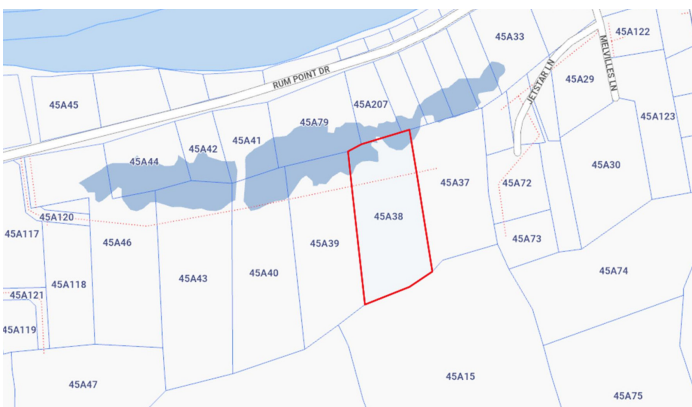 45A33
45A122
MELVILLES LN
RUM POINT DR
JETSTAR LN
45A29
45A45
45A207
45A123
45A79
45A41
45A42
45A44
45A30
45A37
45A72
45A120
45A38
45A117
45A46
45A39
45A73
45A40
45A43
45A74
45A118
45A121
45A119
45A15
45A47
45A75